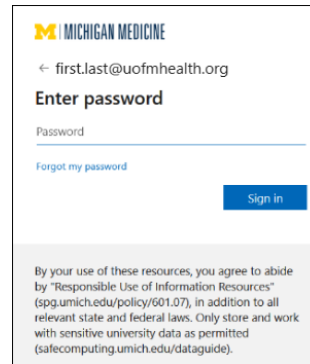 M | MICHIGAN MEDICINE
← first.last@uofmhealth.org
Enter password
Password
Forgot my password
Sign in
By your use of these resources, you agree to abide
by "Responsible Use of Information Resources"
(spg.umich.edu/policy/601.07), in addition to all
relevant state and federal laws. Only store and work
with sensitive university data as permitted
(safecomputing.umich.edu/dataguide).